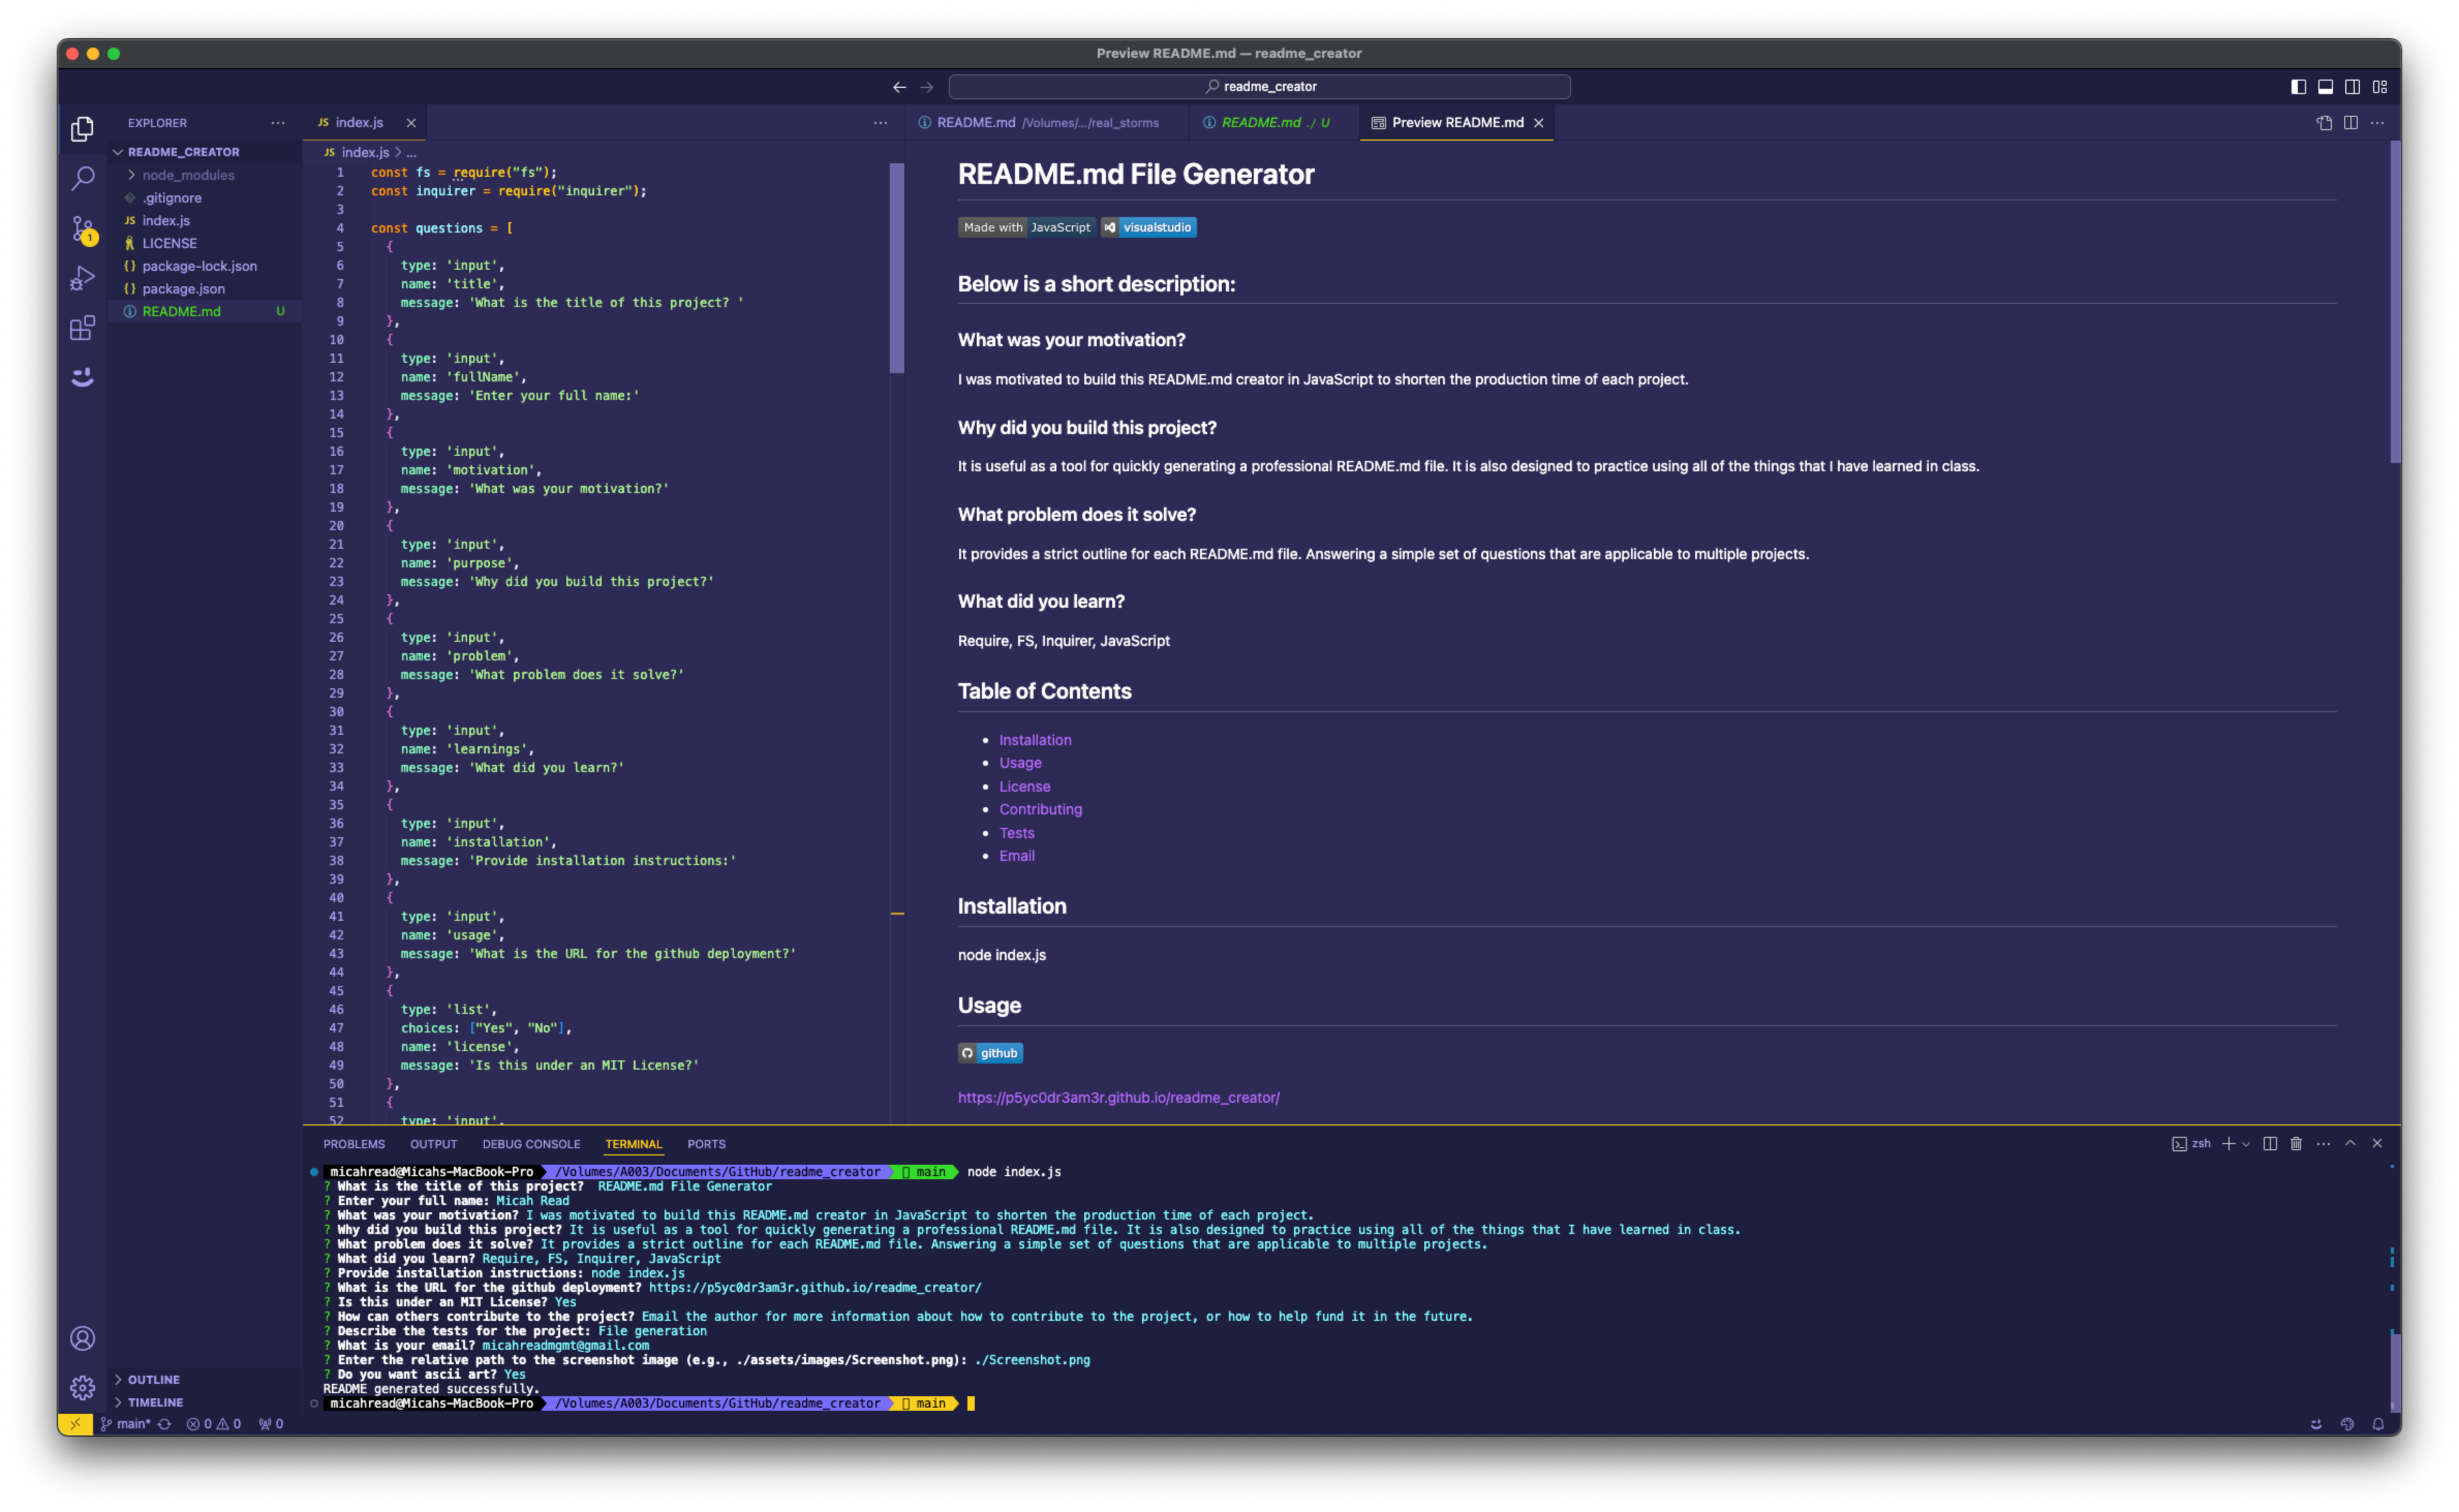 Preview README.md — readme_creator
readme_creator
EXPLORER
README_CREATOR
node_modules
.gitignore
JS index.js
LICENSE
{} package-lock.json
{} package.json
README.md U
OUTLINE
TIMELINE
JS index.js
JS index.js > ...
1 const fs = require("fs");
2 const inquirer = require("inquirer");
3
4 const questions = [
5 {
6 type: 'input',
7 name: 'title',
8 message: 'What is the title of this project? '
9 },
10 {
11 type: 'input',
12 name: 'fullName',
13 message: 'Enter your full name:'
14 },
15 {
16 type: 'input',
17 name: 'motivation',
18 message: 'What was your motivation?'
19 },
20 {
21 type: 'input',
22 name: 'purpose',
23 message: 'Why did you build this project?'
24 },
25 {
26 type: 'input',
27 name: 'problem',
28 message: 'What problem does it solve?'
29 },
30 {
31 type: 'input',
32 name: 'learnings',
33 message: 'What did you learn?'
34 },
35 {
36 type: 'input',
37 name: 'installation',
38 message: 'Provide installation instructions:'
39 },
40 {
41 type: 'input',
42 name: 'usage',
43 message: 'What is the URL for the github deployment?'
44 },
45 {
46 type: 'list',
47 choices: ["Yes", "No"],
48 name: 'license',
49 message: 'Is this under an MIT License?'
50 },
51 {
52 type: 'input',
README.md /Volumes/.../real_storms
README.md ./ U
Preview README.md
README.md File Generator
Made with JavaScript visualstudio
Below is a short description:
What was your motivation?
I was motivated to build this README.md creator in JavaScript to shorten the production time of each project.
Why did you build this project?
It is useful as a tool for quickly generating a professional README.md file. It is also designed to practice using all of the things that I have learned in class.
What problem does it solve?
It provides a strict outline for each README.md file. Answering a simple set of questions that are applicable to multiple projects.
What did you learn?
Require, FS, Inquirer, JavaScript
Table of Contents
• Installation
• Usage
• License
• Contributing
• Tests
• Email
Installation
node index.js
Usage
github
https://p5yc0dr3am3r.github.io/readme_creator/
PROBLEMS OUTPUT DEBUG CONSOLE TERMINAL PORTS
zsh
micahread@Micahs-MacBook-Pro /Volumes/A003/Documents/GitHub/readme_creator main node index.js
? What is the title of this project? README.md File Generator
? Enter your full name: Micah Read
? What was your motivation? I was motivated to build this README.md creator in JavaScript to shorten the production time of each project.
? Why did you build this project? It is useful as a tool for quickly generating a professional README.md file. It is also designed to practice using all of the things that I have learned in class.
? What problem does it solve? It provides a strict outline for each README.md file. Answering a simple set of questions that are applicable to multiple projects.
? What did you learn? Require, FS, Inquirer, JavaScript
? Provide installation instructions: node index.js
? What is the URL for the github deployment? https://p5yc0dr3am3r.github.io/readme_creator/
? Is this under an MIT License? Yes
? How can others contribute to the project? Email the author for more information about how to contribute to the project, or how to help fund it in the future.
? Describe the tests for the project: File generation
? What is your email? micahreadmgmt@gmail.com
? Enter the relative path to the screenshot image (e.g., ./assets/images/Screenshot.png): ./Screenshot.png
? Do you want ascii art? Yes
README generated successfully.
micahread@Micahs-MacBook-Pro /Volumes/A003/Documents/GitHub/readme_creator main
1
main* 0 0 0